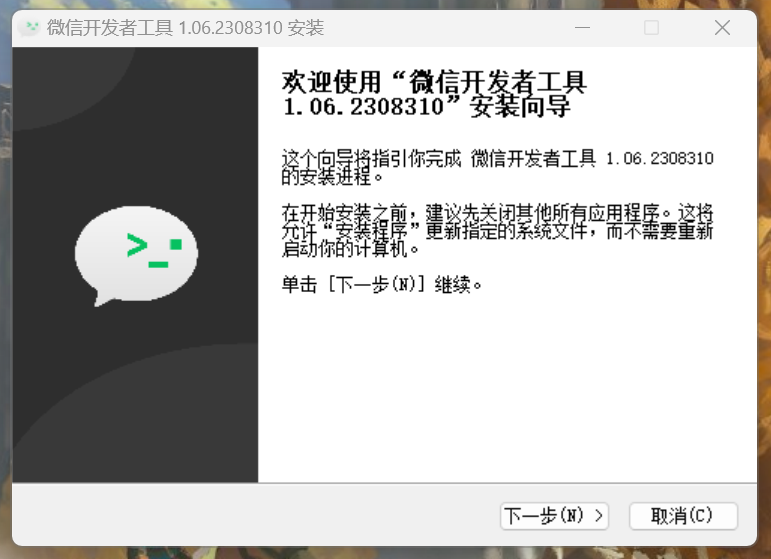 微信开发者工具 1.06.2308310 安装
欢迎使用“微信开发者工具
1.06.2308310”安装向导
这个向导将指引你完成 微信开发者工具 1.06.2308310
的安装进程。
在开始安装之前，建议先关闭其他所有应用程序。这将
允许“安装程序”更新指定的系统文件，而不需要重新
启动你的计算机。
单击 [下一步(N)] 继续。
下一步(N) >
取消(C)